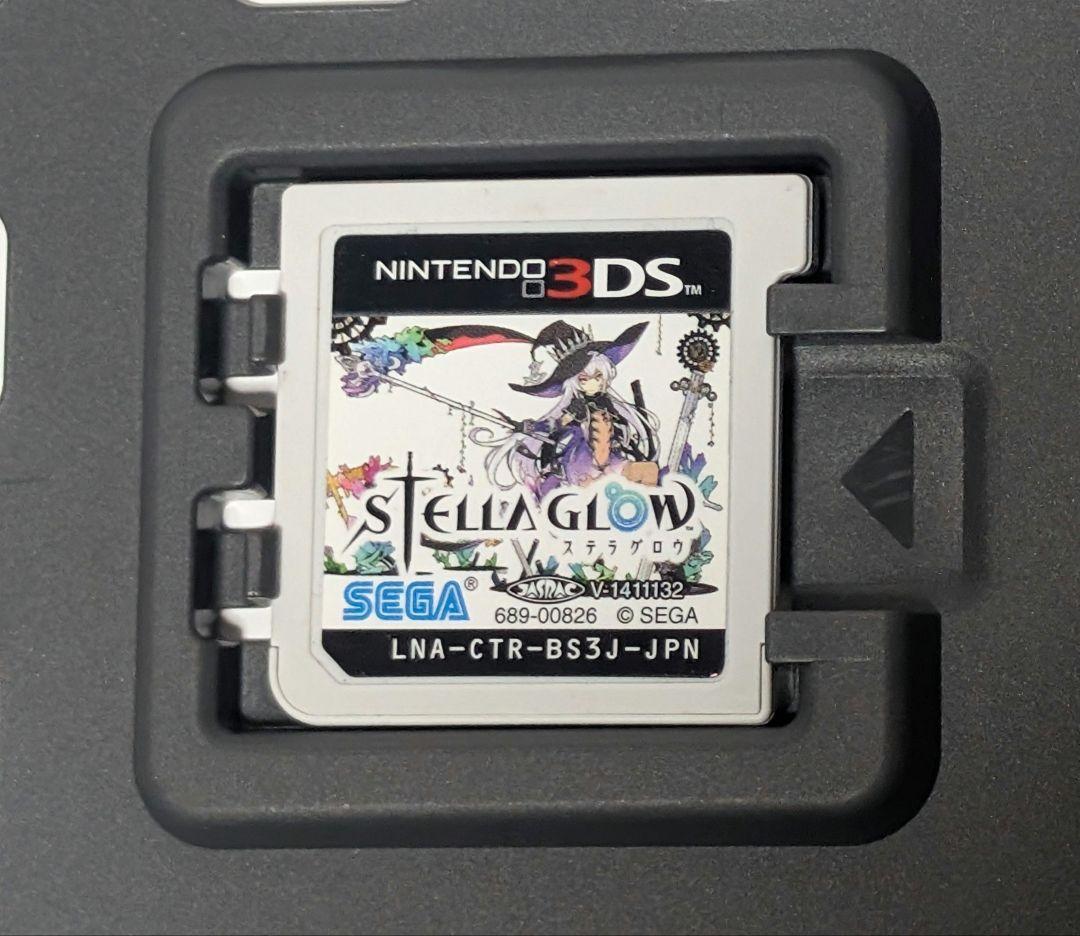 NINTENDO 3DS™
STELLA GLOW™
ステラグロウ
SEGA® JASRAC V-1411132
689-00826 © SEGA
LNA-CTR-BS3J-JPN